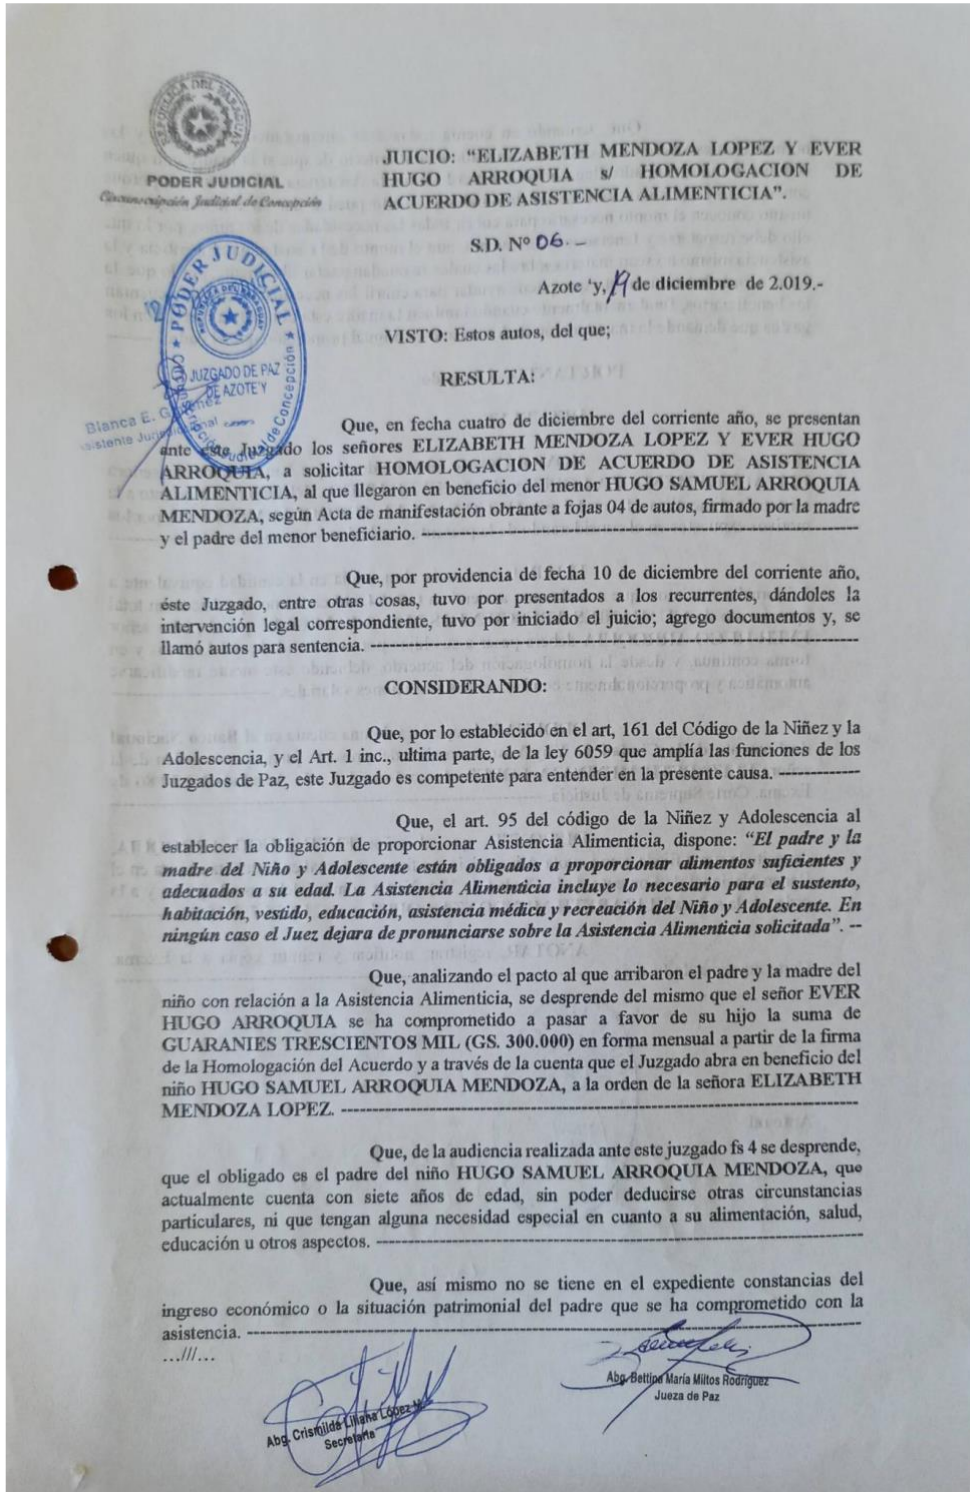 REPUBLICA DEL PARAGUAY
PODER JUDICIAL
Circunscripción Judicial de Concepción
JUICIO: “ELIZABETH MENDOZA LOPEZ Y EVER
HUGO ARROQUIA s/ HOMOLOGACION DE
ACUERDO DE ASISTENCIA ALIMENTICIA”.
S.D. Nº 06.-
Azote ’y, 19 de diciembre de 2.019.-
PODER JUDICIAL
REPUBLICA DEL PARAGUAY
JUZGADO DE PAZ
DE AZOTE'Y
Circunscripción Judicial de Concepción
Blanca E.
VISTO: Estos autos, del que;
RESULTA:
Que, en fecha cuatro de diciembre del corriente año, se presentan
ante éste Juzgado los señores ELIZABETH MENDOZA LOPEZ Y EVER HUGO
ARROQUIA, a solicitar HOMOLOGACION DE ACUERDO DE ASISTENCIA
ALIMENTICIA, al que llegaron en beneficio del menor HUGO SAMUEL ARROQUIA
MENDOZA, según Acta de manifestación obrante a fojas 04 de autos, firmado por la madre
y el padre del menor beneficiario. ----------
Que, por providencia de fecha 10 de diciembre del corriente año,
éste Juzgado, entre otras cosas, tuvo por presentados a los recurrentes, dándoles la
intervención legal correspondiente, tuvo por iniciado el juicio; agrego documentos y, se
llamó autos para sentencia. ----------
CONSIDERANDO:
Que, por lo establecido en el art, 161 del Código de la Niñez y la
Adolescencia, y el Art. 1 inc., ultima parte, de la ley 6059 que amplía las funciones de los
Juzgados de Paz, este Juzgado es competente para entender en la presente causa. ----------
Que, el art. 95 del código de la Niñez y Adolescencia al
establecer la obligación de proporcionar Asistencia Alimenticia, dispone: “El padre y la
madre del Niño y Adolescente están obligados a proporcionar alimentos suficientes y
adecuados a su edad. La Asistencia Alimenticia incluye lo necesario para el sustento,
habitación, vestido, educación, asistencia médica y recreación del Niño y Adolescente. En
ningún caso el Juez dejara de pronunciarse sobre la Asistencia Alimenticia solicitada”. --
Que, analizando el pacto al que arribaron el padre y la madre del
niño con relación a la Asistencia Alimenticia, se desprende del mismo que el señor EVER
HUGO ARROQUIA se ha comprometido a pasar a favor de su hijo la suma de
GUARANIES TRESCIENTOS MIL (GS. 300.000) en forma mensual a partir de la firma
de la Homologación del Acuerdo y a través de la cuenta que el Juzgado abra en beneficio del
niño HUGO SAMUEL ARROQUIA MENDOZA, a la orden de la señora ELIZABETH
MENDOZA LOPEZ. ----------
Que, de la audiencia realizada ante este juzgado fs 4 se desprende,
que el obligado es el padre del niño HUGO SAMUEL ARROQUIA MENDOZA, que
actualmente cuenta con siete años de edad, sin poder deducirse otras circunstancias
particulares, ni que tengan alguna necesidad especial en cuanto a su alimentación, salud,
educación u otros aspectos. ----------
Que, así mismo no se tiene en el expediente constancias del
ingreso económico o la situación patrimonial del padre que se ha comprometido con la
asistencia. ----------
...///...
Abg. Bettina María Miltos Rodríguez
Jueza de Paz
Abg. Crismilda Liliana López M.
Secretaria